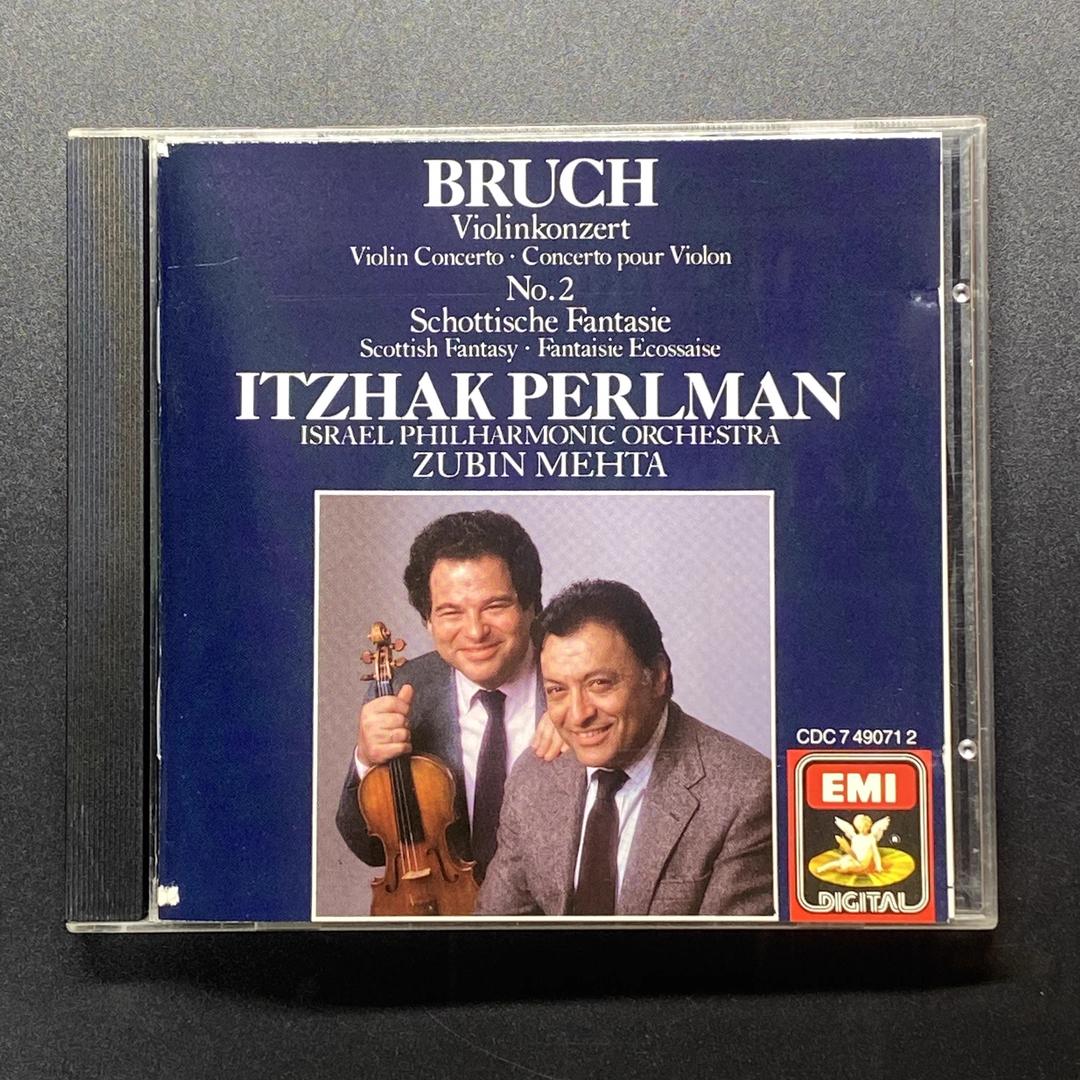 BRUCH
Violinkonzert
Violin Concerto · Concerto pour Violon
No.2
Schottische Fantasie
Scottish Fantasy · Fantaisie Ecossaise
ITZHAK PERLMAN
ISRAEL PHILHARMONIC ORCHESTRA
ZUBIN MEHTA
CDC 7 49071 2
EMI
®
DIGITAL